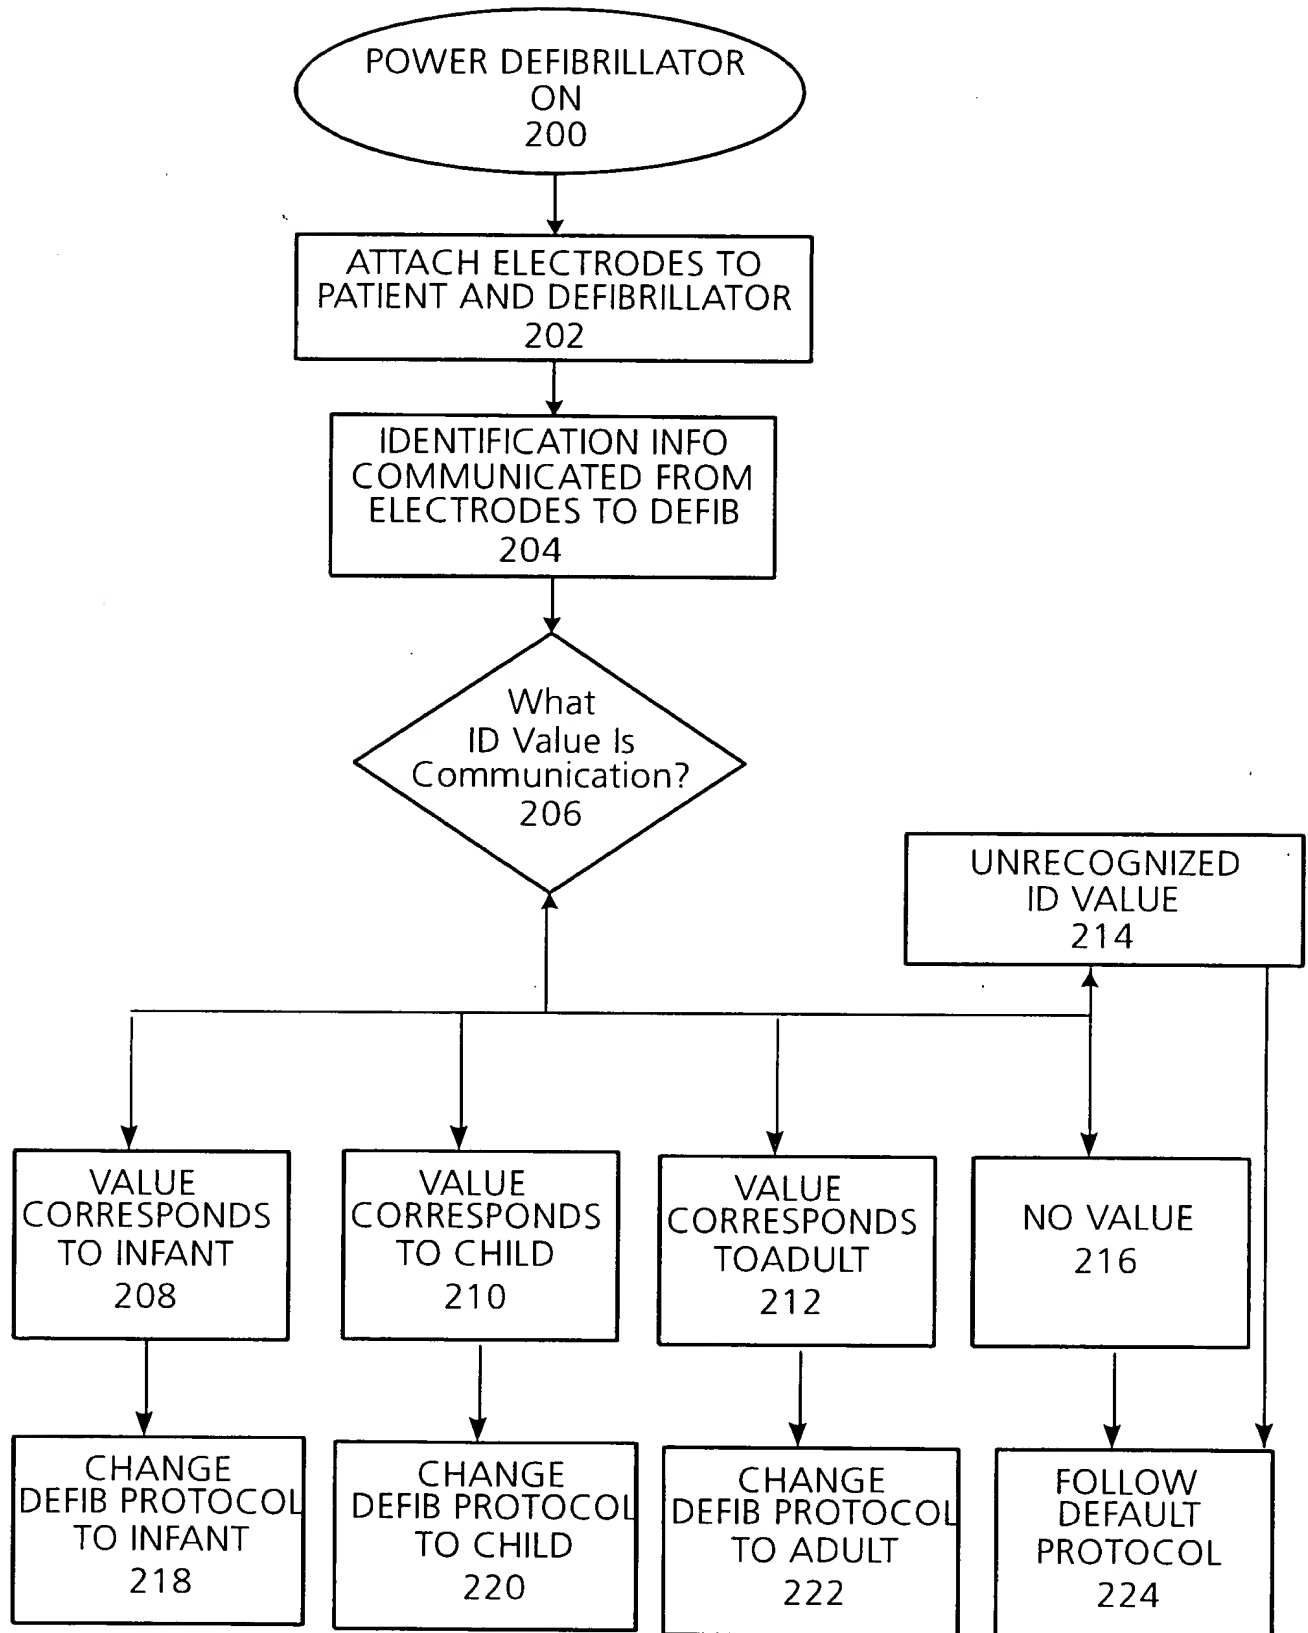 POWER DEFIBRILLATOR
ON
200
ATTACH ELECTRODES TO
PATIENT AND DEFIBRILLATOR
202
IDENTIFICATION INFO
COMMUNICATED FROM
ELECTRODES TO DEFIB
204
What
ID Value Is
Communication?
206
UNRECOGNIZED
ID VALUE
214
VALUE
CORRESPONDS
TO INFANT
208
VALUE
CORRESPONDS
TO CHILD
210
VALUE
CORRESPONDS
TOADULT
212
NO VALUE
216
CHANGE
DEFIB PROTOCOL
TO INFANT
218
CHANGE
DEFIB PROTOCOL
TO CHILD
220
CHANGE
DEFIB PROTOCOL
TO ADULT
222
FOLLOW
DEFAULT
PROTOCOL
224